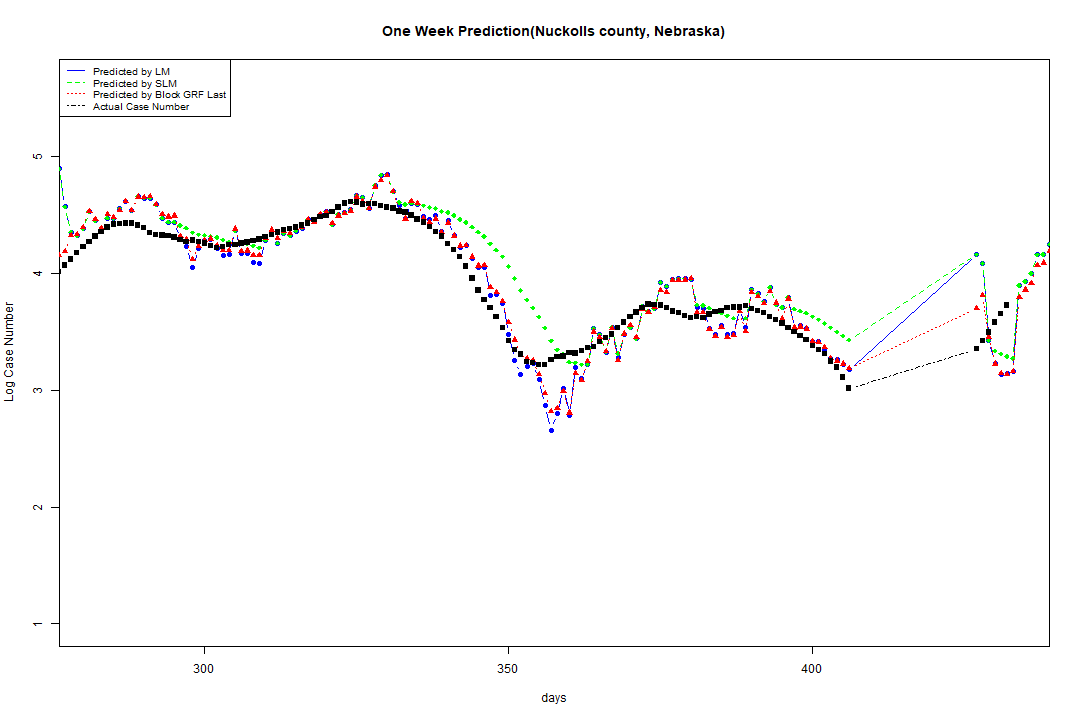 One Week Prediction(Nuckolls county, Nebraska)
Predicted by LM
Predicted by SLM
Predicted by Block GRF Last
Actual Case Number
Log Case Number
5
4
3
2
1
300 350 400
days